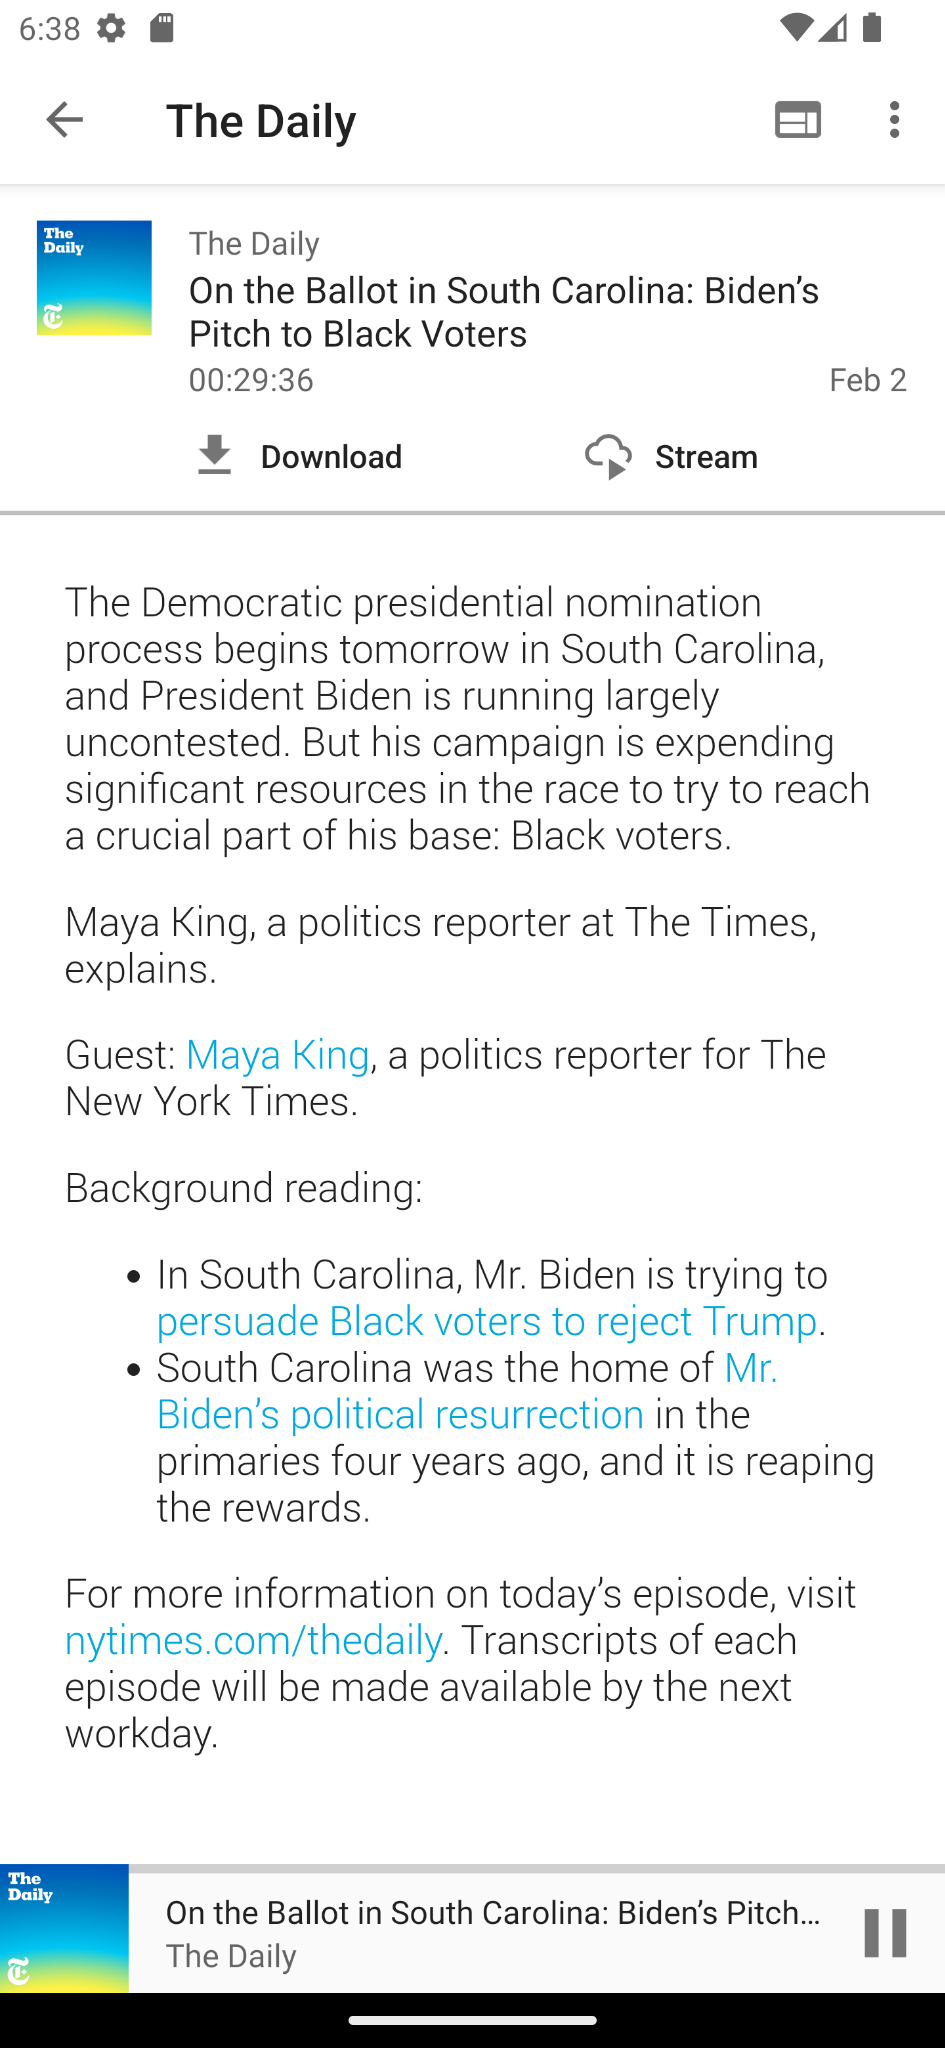 6:38
The Daily
The
Daily
The Daily
On the Ballot in South Carolina: Biden’s
Pitch to Black Voters
00:29:36
Feb 2
Download
Stream
The Democratic presidential nomination
process begins tomorrow in South Carolina,
and President Biden is running largely
uncontested. But his campaign is expending
significant resources in the race to try to reach
a crucial part of his base: Black voters.
Maya King, a politics reporter at The Times,
explains.
Guest: Maya King, a politics reporter for The
New York Times.
Background reading:
• In South Carolina, Mr. Biden is trying to
persuade Black voters to reject Trump.
• South Carolina was the home of Mr.
Biden’s political resurrection in the
primaries four years ago, and it is reaping
the rewards.
For more information on today’s episode, visit
nytimes.com/thedaily. Transcripts of each
episode will be made available by the next
workday.
The
Daily
On the Ballot in South Carolina: Biden’s Pitch...
The Daily